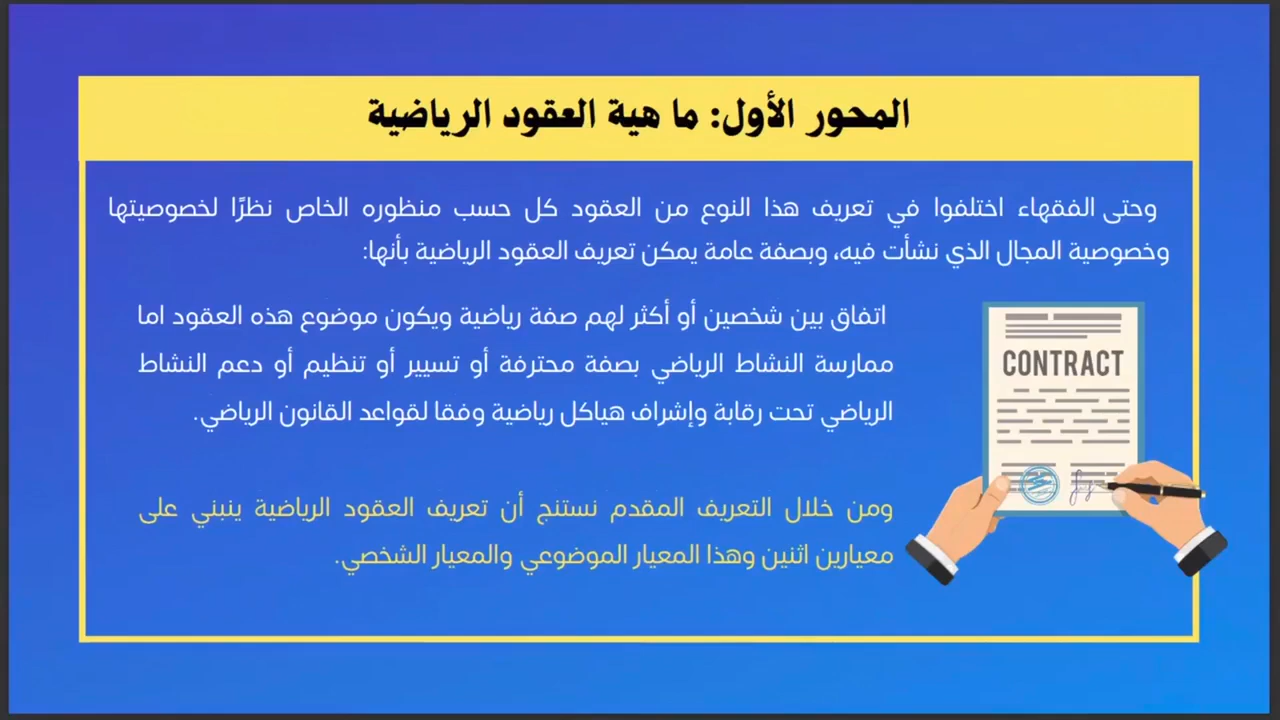 المحور الأول: ما هية العقود الرياضية
وحتى الفقهاء اختلفوا في تعريف هذا النوع من العقود كل حسب منظوره الخاص نظرًا لخصوصيتها
وخصوصية المجال الذي نشأت فيه، وبصفة عامة يمكن تعريف العقود الرياضية بأنها:
اتفاق بين شخصين أو أكثر لهم صفة رياضية ويكون موضوع هذه العقود اما
ممارسة النشاط الرياضي بصفة محترفة أو تسيير أو تنظيم أو دعم النشاط
الرياضي تحت رقابة وإشراف هياكل رياضية وفقا لقواعد القانون الرياضي.
CONTRACT
ومن خلال التعريف المقدم نستنج أن تعريف العقود الرياضية ينبني على
معيارين اثنين وهذا المعيار الموضوعي والمعيار الشخصي.